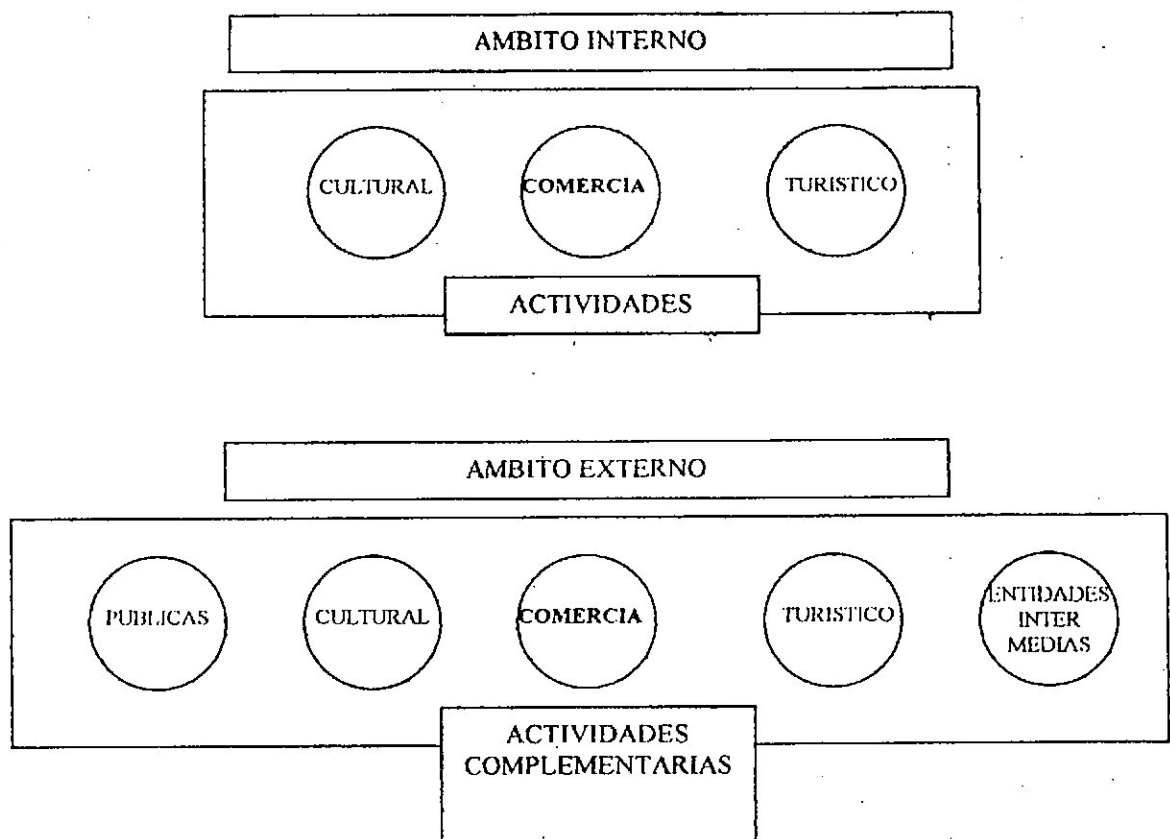 AMBITO INTERNO
CULTURAL COMERCIA TURISTICO
ACTIVIDADES
AMBITO EXTERNO
PUBLICAS CULTURAL COMERCIA TURISTICO
ENTIDADES
INTER
MEDIAS
ACTIVIDADES
COMPLEMENTARIAS